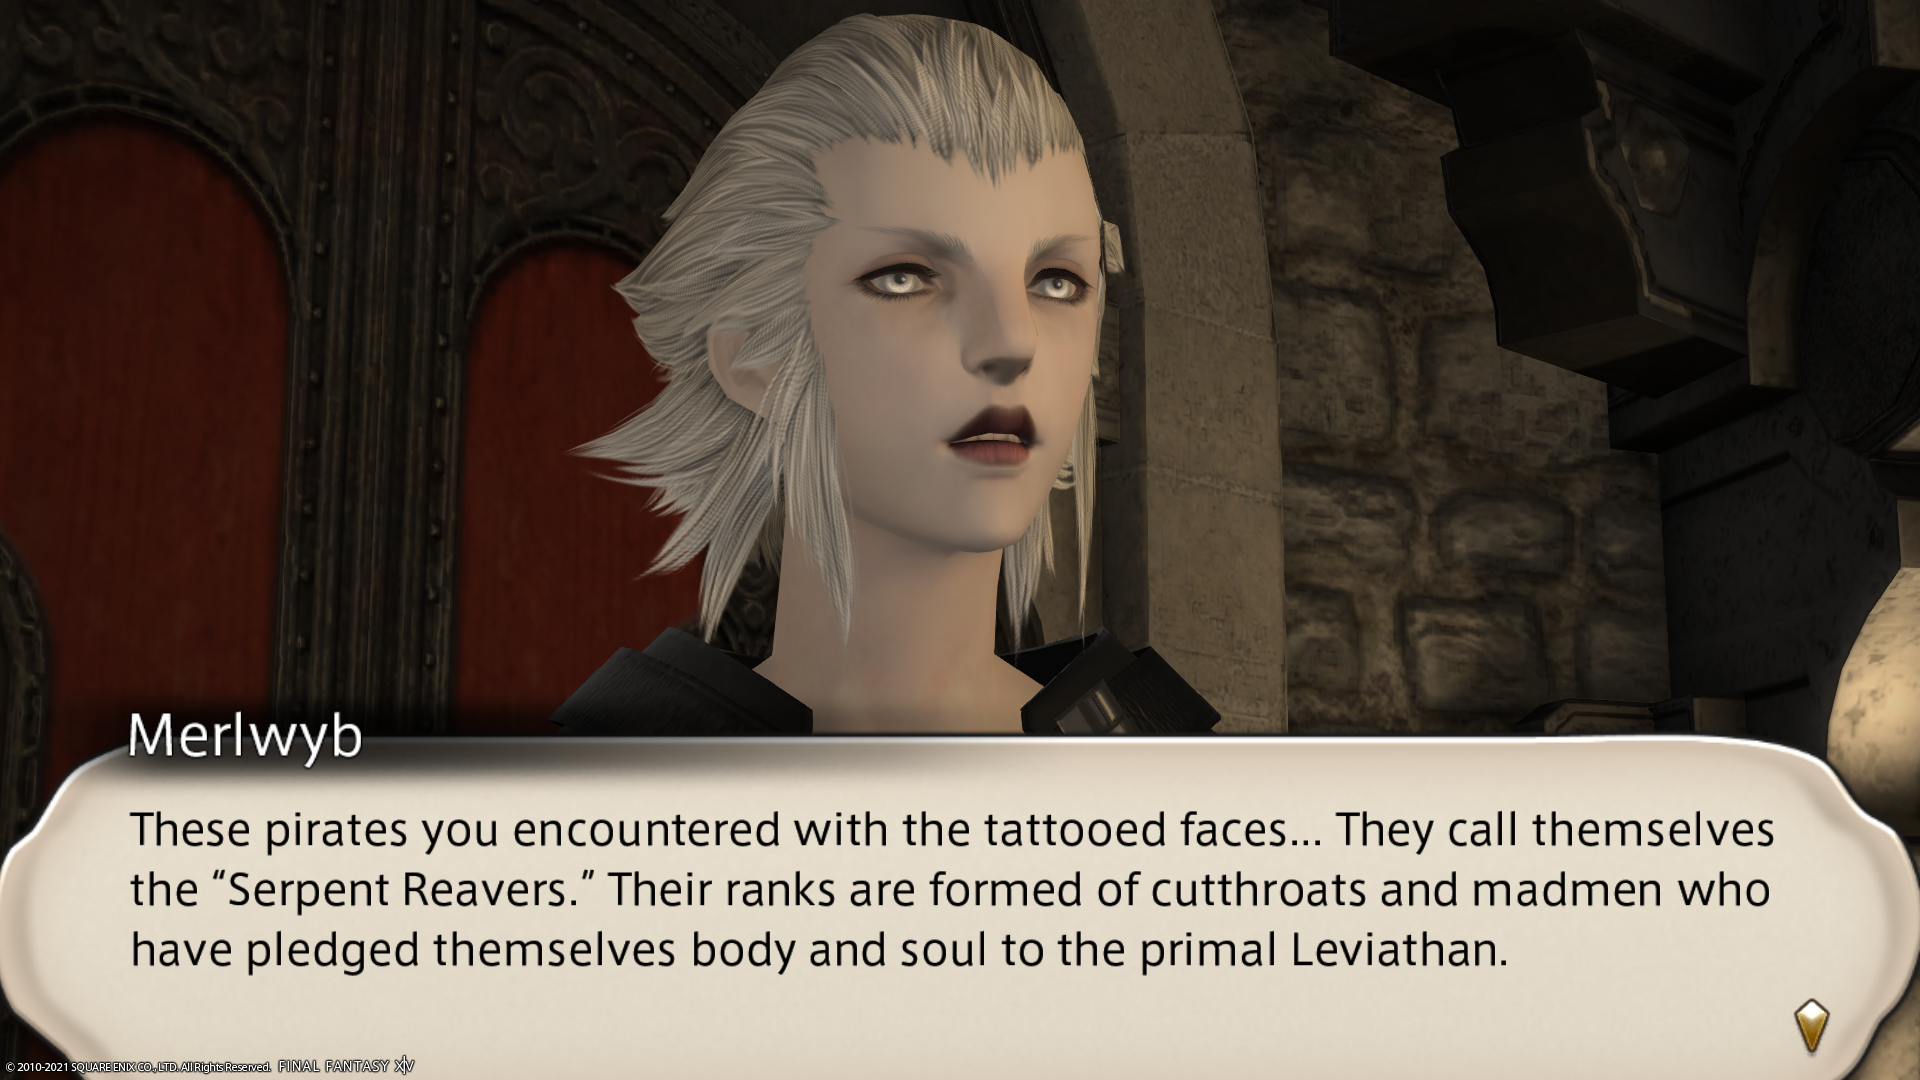 Merlwyb
These pirates you encountered with the tattooed faces... They call themselves
the “Serpent Reavers.” Their ranks are formed of cutthroats and madmen who
have pledged themselves body and soul to the primal Leviathan.
© 2010-2021 SQUARE ENIX CO., LTD. All Rights Reserved. FINAL FANTASY XIV